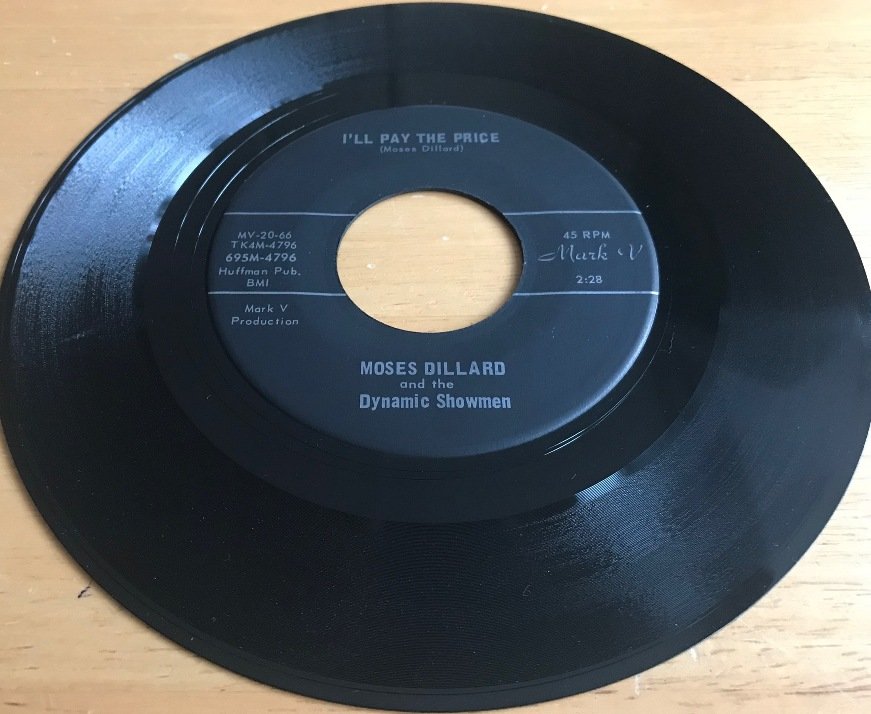 I'LL PAY THE PRICE
(Moses Dillard)
MV-20-66
TK4M-4796
695M-4796
Huffman Pub.
BMI
Mark V
Production
45 RPM
Mark V
2:28
MOSES DILLARD
and the
Dynamic Showmen